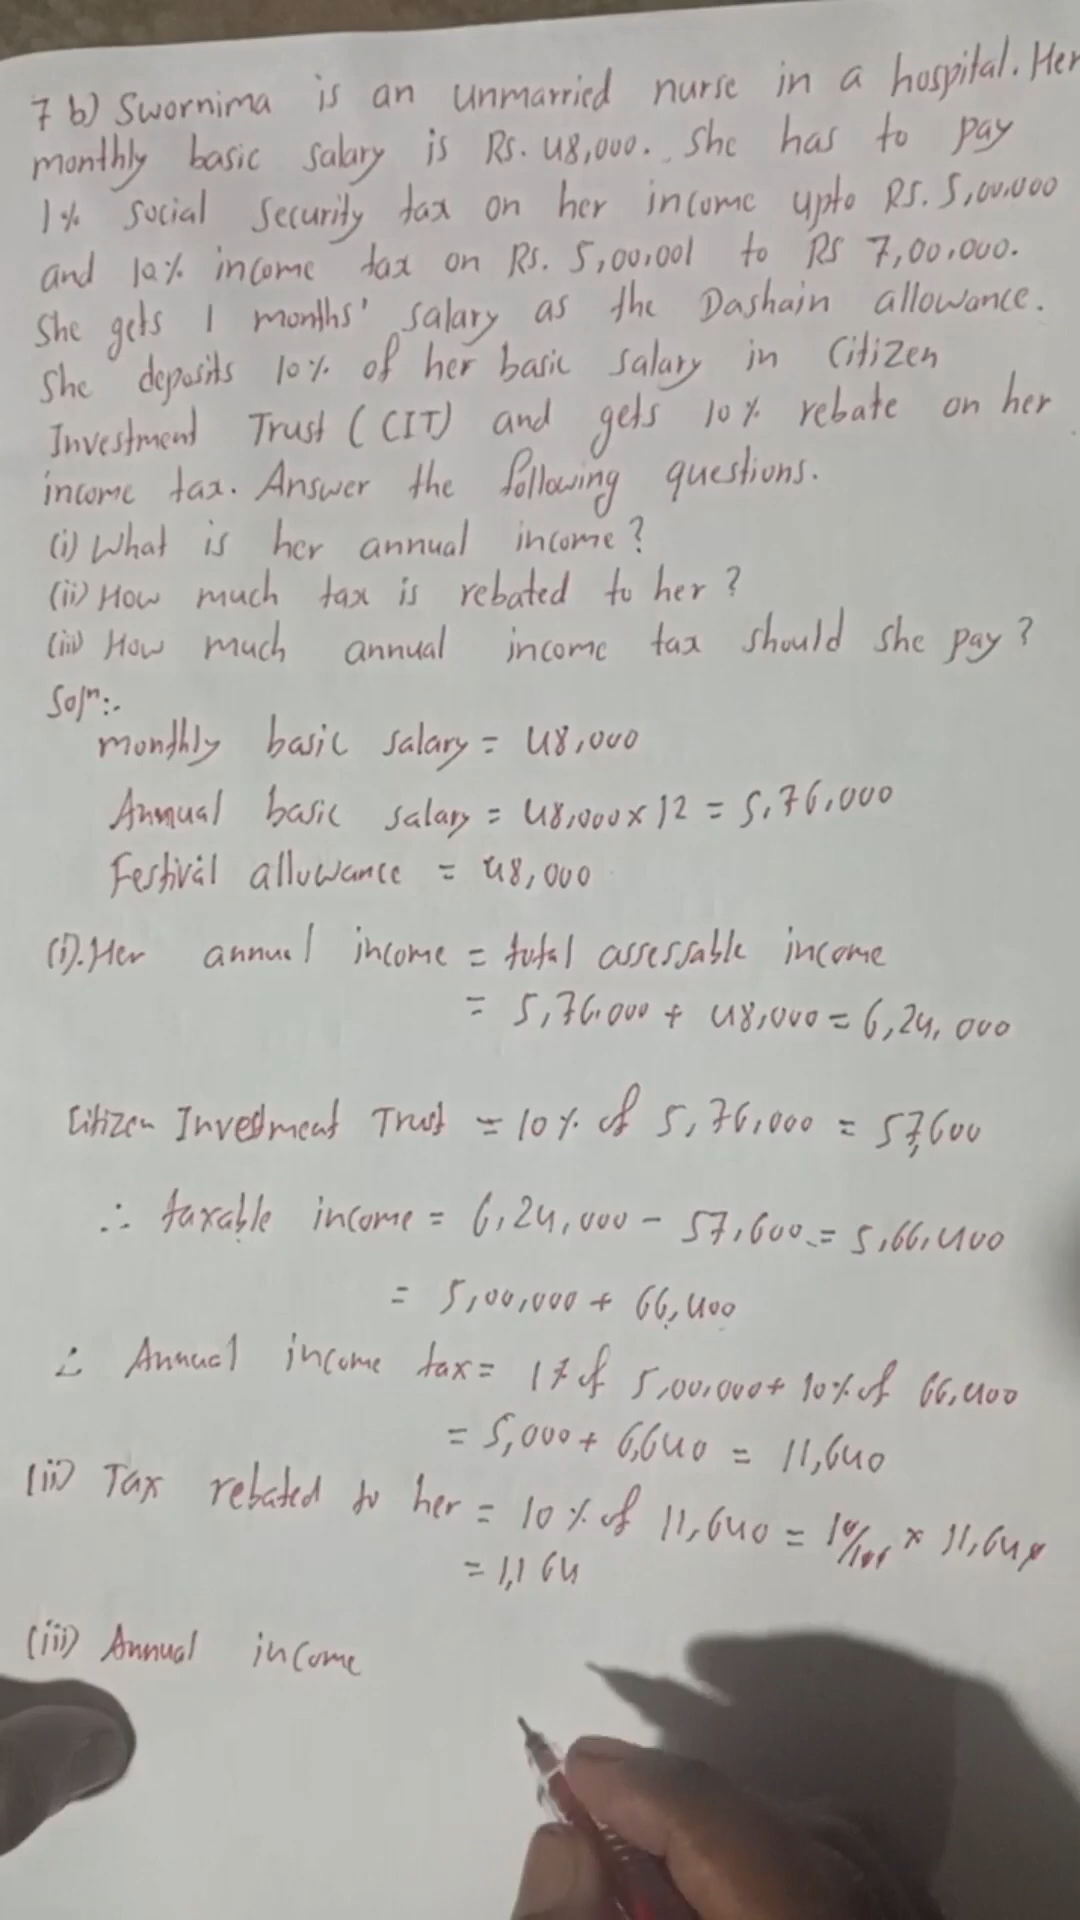 7 b) Swornima is an unmarried nurse in a hospital. Her
monthly basic salary is Rs. 48,000. She has to pay
1% social security tax on her income upto Rs. 5,00,000
and 10% income tax on Rs. 5,00,001 to Rs 7,00,000.
She gets 1 months' salary as the Dashain allowance.
She deposits 10% of her basic salary in Citizen
Investment Trust (CIT) and gets 10% rebate on her
income tax. Answer the following questions.
(i) What is her annual income?
(ii) How much tax is rebated to her?
(iii) How much annual income tax should she pay?
Solⁿ:-
monthly basic salary = 48,000
Annual basic salary = 48,000 × 12 = 5,76,000
Festival allowance = 48,000
(i). Her annual income = total assessable income
= 5,76,000 + 48,000 = 6,24,000
Citizen Investment Trust = 10% of 5,76,000 = 57,600
∴ taxable income = 6,24,000 - 57,600 = 5,66,400
= 5,00,000 + 66,400
∴ Annual income tax = 1% of 5,00,000 + 10% of 66,400
= 5,000 + 6,640 = 11,640
(ii) Tax rebated to her = 10% of 11,640 = 10/100 × 11,640
= 1,164
(iii) Annual income